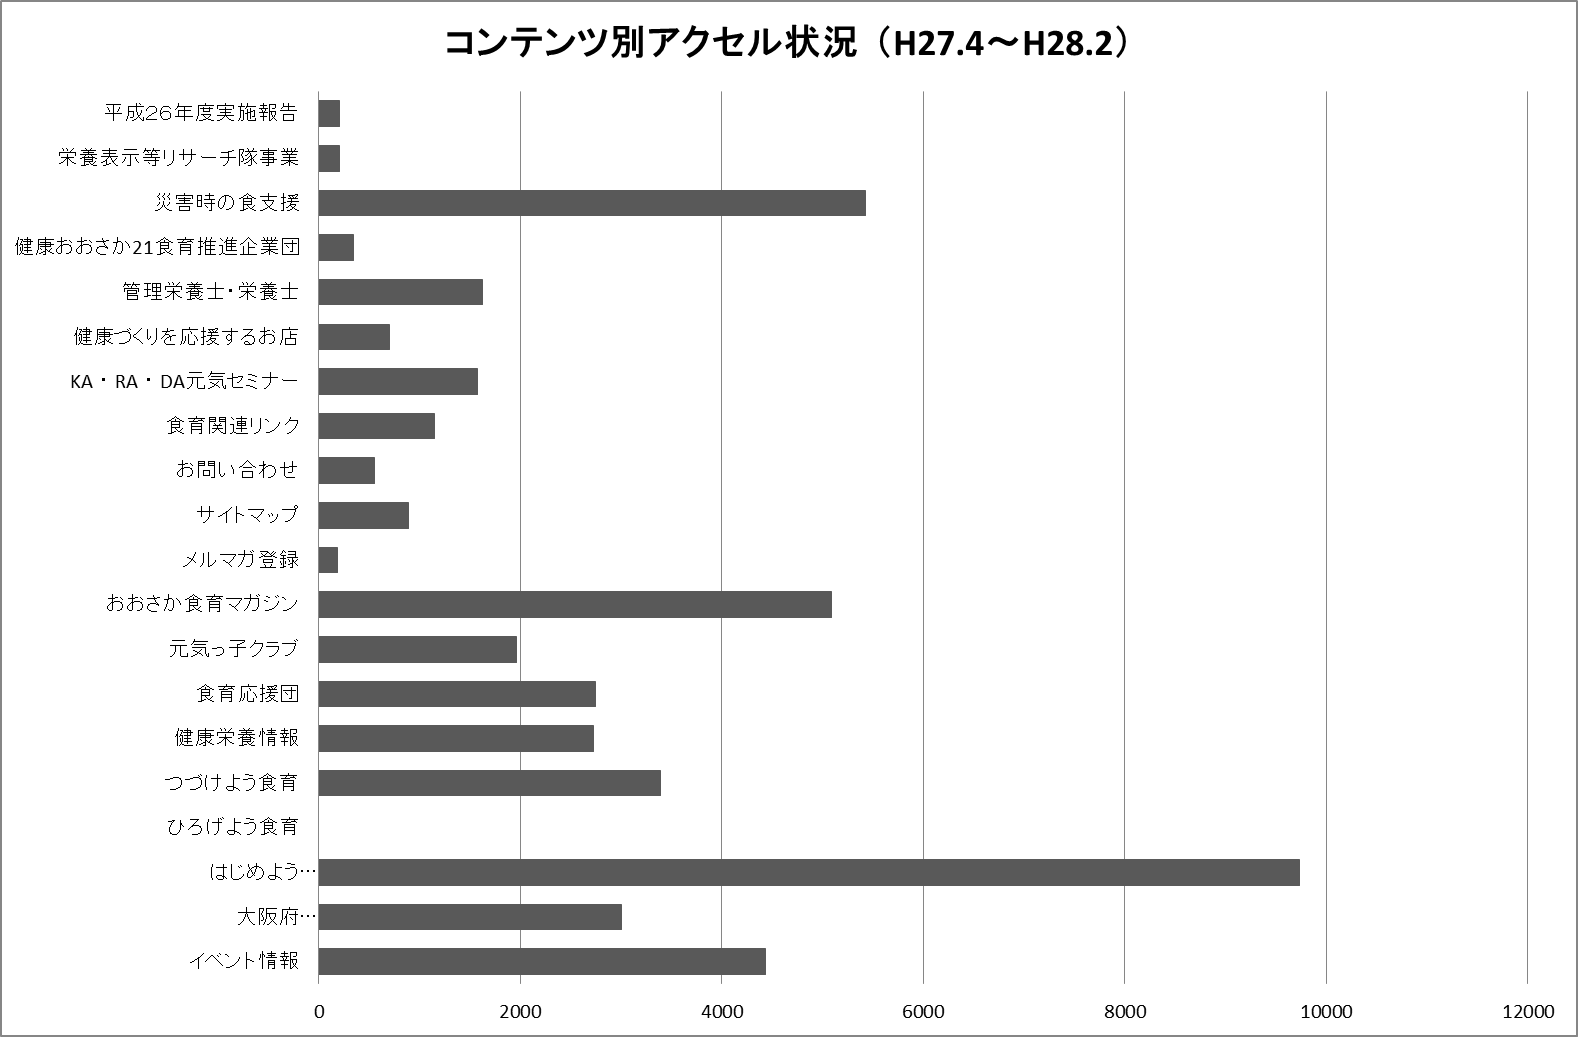 コンテンツ別アクセル状況（H27.4～H28.2）
平成２６年度実施報告
栄養表示等リサーチ隊事業
災害時の食支援
健康おおさか21食育推進企業団
管理栄養士・栄養士
健康づくりを応援するお店
KA・RA・DA元気セミナー
食育関連リンク
お問い合わせ
サイトマップ
メルマガ登録
おおさか食育マガジン
元気っ子クラブ
食育応援団
健康栄養情報
つづけよう食育
ひろげよう食育
はじめよう…
大阪府…
イベント情報
0 2000 4000 6000 8000 10000 12000